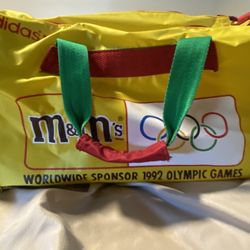 adidas
m&m's
WORLDWIDE SPONSOR 1992 OLYMPIC GAMES